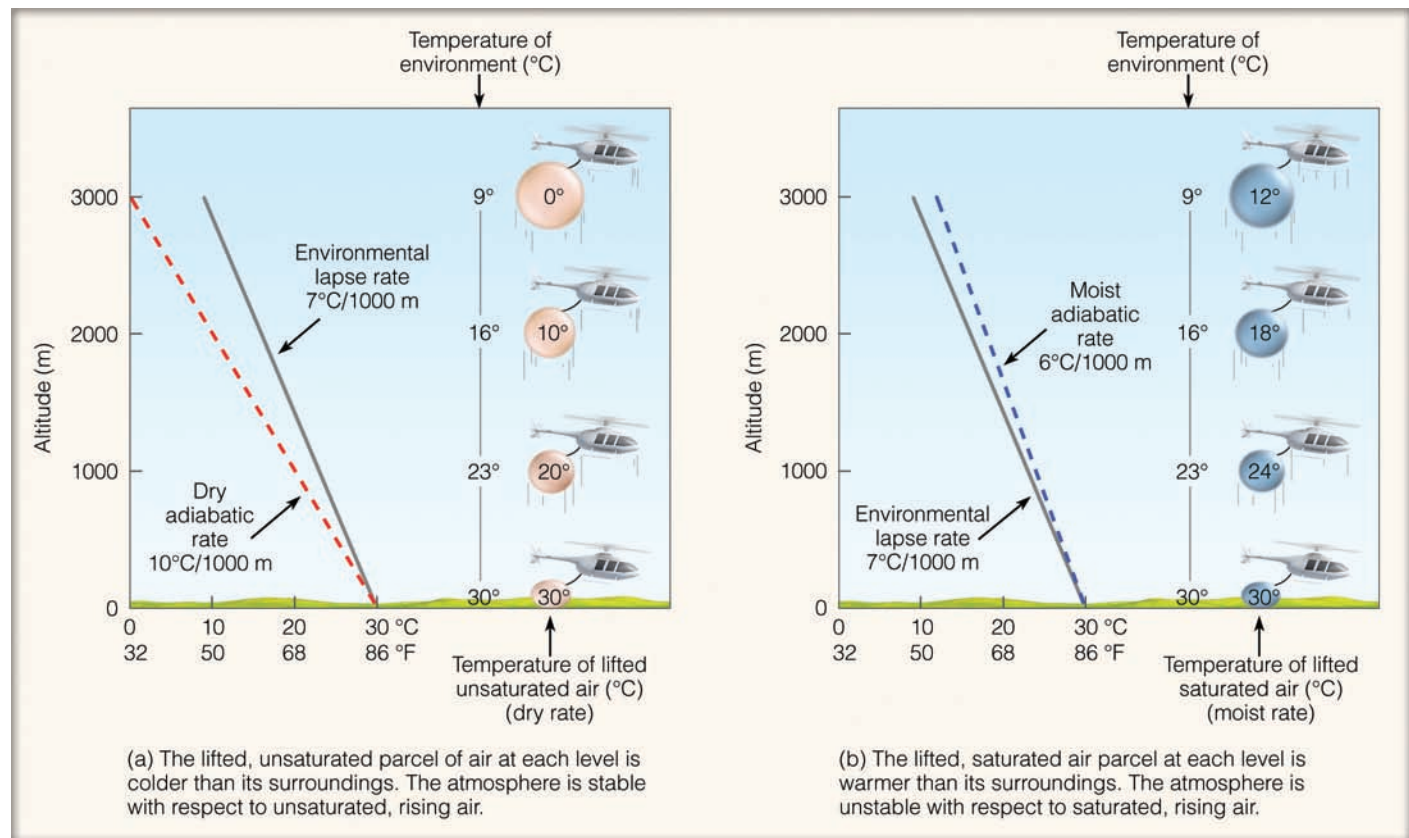 Temperature of
environment (°C)
Altitude (m)
3000
2000
1000
0
Environmental
lapse rate
7°C/1000 m
Dry
adiabatic
rate
10°C/1000 m
9°
0°
16°
10°
23°
20°
30°
30°
0
10
20
30 °C
32
50
68
86 °F
Temperature of lifted
unsaturated air (°C)
(dry rate)
(a) The lifted, unsaturated parcel of air at each level is
colder than its surroundings. The atmosphere is stable
with respect to unsaturated, rising air.
Temperature of
environment (°C)
Altitude (m)
3000
2000
1000
0
Moist
adiabatic
rate
6°C/1000 m
Environmental
lapse rate
7°C/1000 m
9°
12°
16°
18°
23°
24°
30°
30°
0
10
20
30 °C
32
50
68
86 °F
Temperature of lifted
saturated air (°C)
(moist rate)
(b) The lifted, saturated air parcel at each level is
warmer than its surroundings. The atmosphere is
unstable with respect to saturated, rising air.